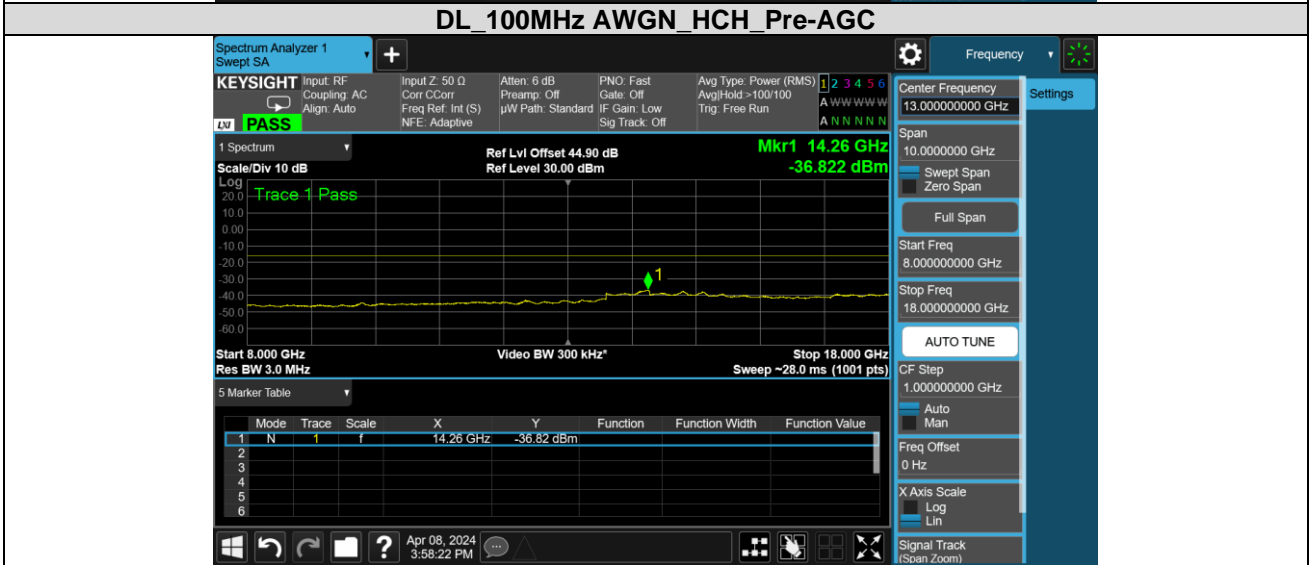 DL_100MHz AWGN_HCH_Pre-AGC
Spectrum Analyzer 1
Swept SA
+
Frequency
KEYSIGHT
LXI
PASS
Input: RF
Coupling: AC
Align: Auto
Input Z: 50 Ω
Corr CCorr
Freq Ref: Int (S)
NFE: Adaptive
Atten: 6 dB
Preamp: Off
µW Path: Standard
PNO: Fast
Gate: Off
IF Gain: Low
Sig Track: Off
Avg Type: Power (RMS)
Avg|Hold:>100/100
Trig: Free Run
1 2 3 4 5 6
A W W W W W
A N N N N N
1 Spectrum
Scale/Div 10 dB
Ref Lvl Offset 44.90 dB
Ref Level 30.00 dBm
Mkr1 14.26 GHz
-36.822 dBm
Log
Trace 1 Pass
20.0
10.0
0.00
-10.0
-20.0
-30.0
-40.0
-50.0
-60.0
1
Start 8.000 GHz
Res BW 3.0 MHz
Video BW 300 kHz*
Stop 18.000 GHz
Sweep ~28.0 ms (1001 pts)
5 Marker Table
Mode Trace Scale X Y Function Function Width Function Value
1 N 1 f 14.26 GHz -36.82 dBm
2
3
4
5
6
Center Frequency
13.000000000 GHz
Settings
Span
10.0000000 GHz
Swept Span
Zero Span
Full Span
Start Freq
8.000000000 GHz
Stop Freq
18.000000000 GHz
AUTO TUNE
CF Step
1.000000000 GHz
Auto
Man
Freq Offset
0 Hz
X Axis Scale
Log
Lin
Signal Track
(Span Zoom)
?
Apr 08, 2024
3:58:22 PM